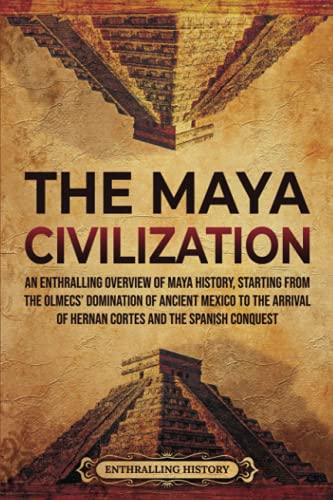 THE MAYA
CIVILIZATION
AN ENTHRALLING OVERVIEW OF MAYA HISTORY, STARTING FROM
THE OLMECS' DOMINATION OF ANCIENT MEXICO TO THE ARRIVAL
OF HERNAN CORTES AND THE SPANISH CONQUEST
ENTHRALLING HISTORY